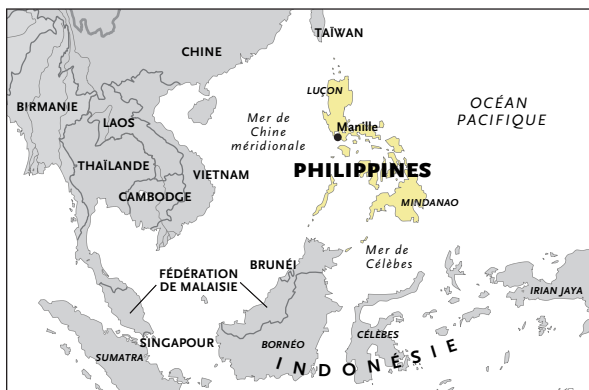 TAÏWAN
CHINE
LUÇON
BIRMANIE
OCÉAN
PACIFIQUE
LAOS
Mer de
Chine
méridionale
Manille
THAÏLANDE
VIETNAM
PHILIPPINES
CAMBODGE
MINDANAO
Mer de
Célèbes
BRUNÉI
FÉDÉRATION
DE MALAISIE
IRIAN JAYA
SINGAPOUR
SUMATRA
BORNÉO
CÉLÈBES
INDONÉSIE